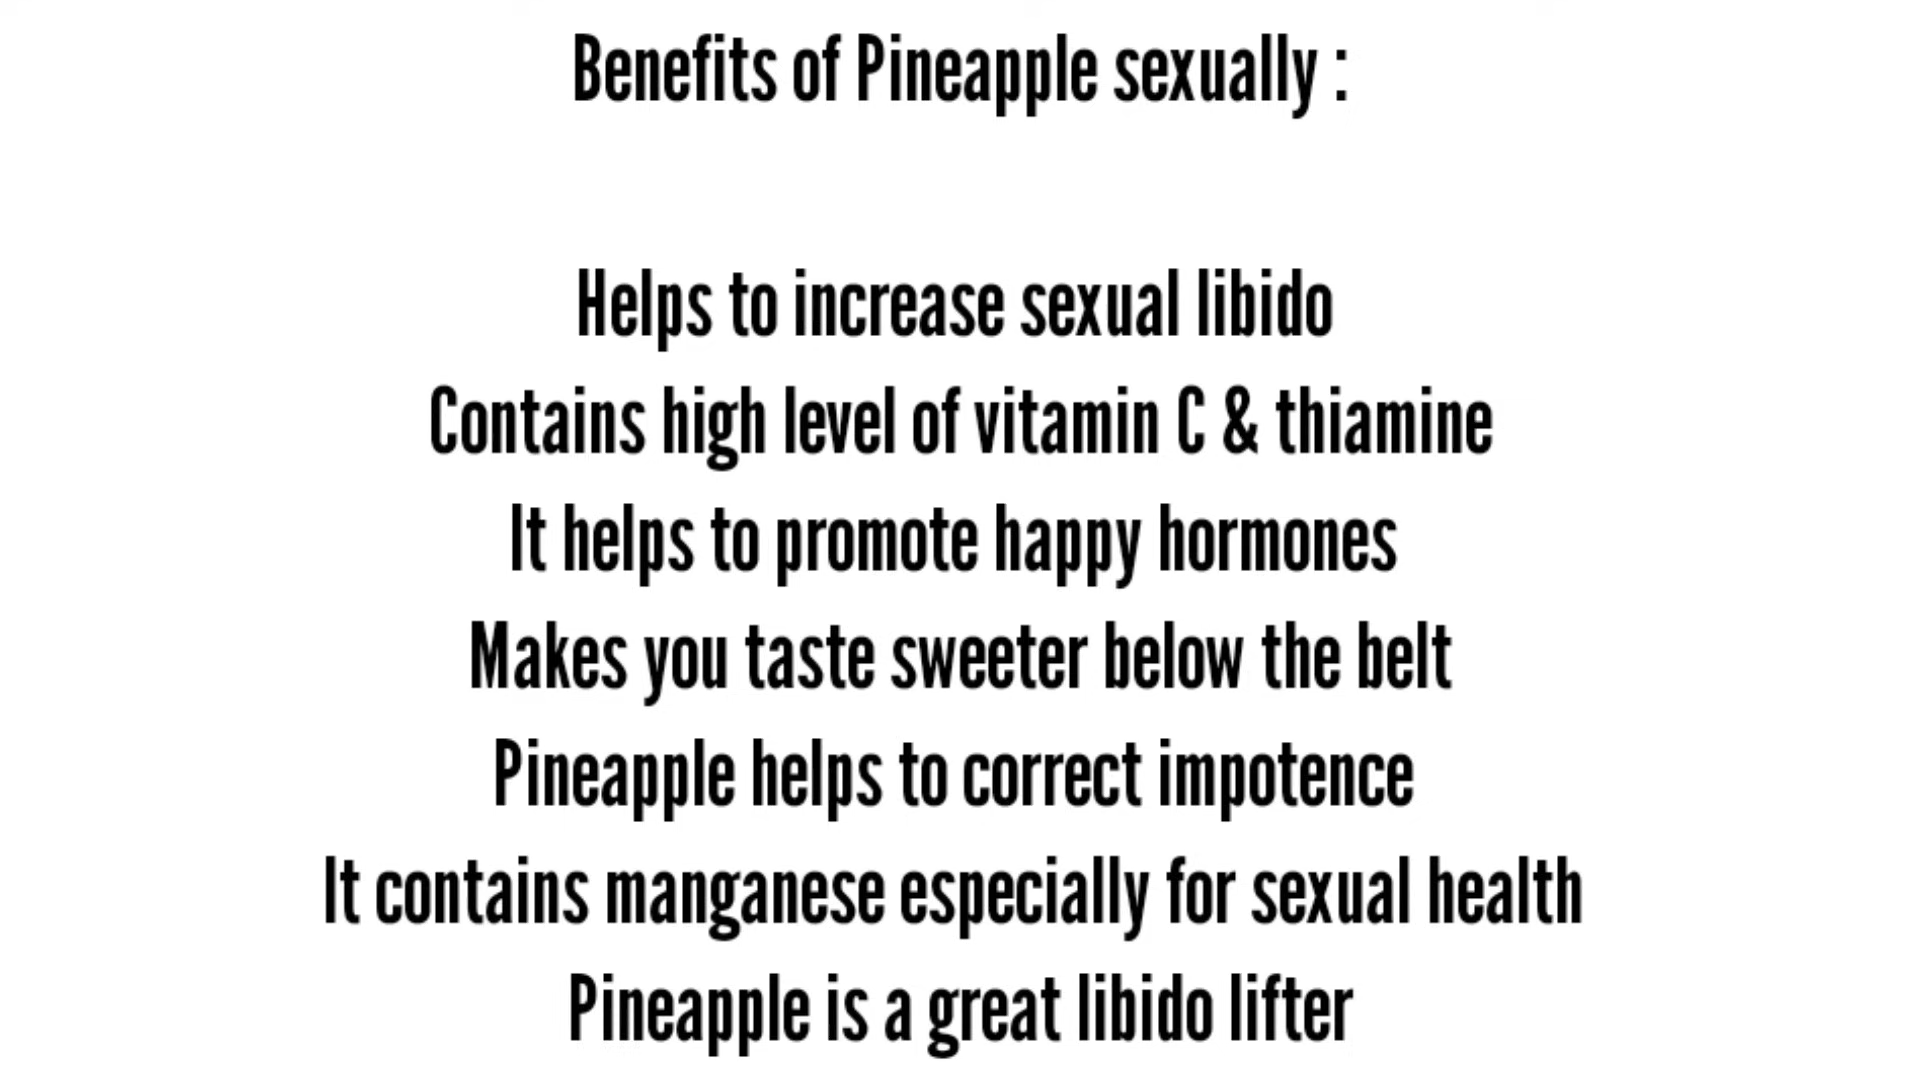 Benefits of Pineapple sexually :
Helps to increase sexual libido
Contains high level of vitamin C & thiamine
It helps to promote happy hormones
Makes you taste sweeter below the belt
Pineapple helps to correct impotence
It contains manganese especially for sexual health
Pineapple is a great libido lifter